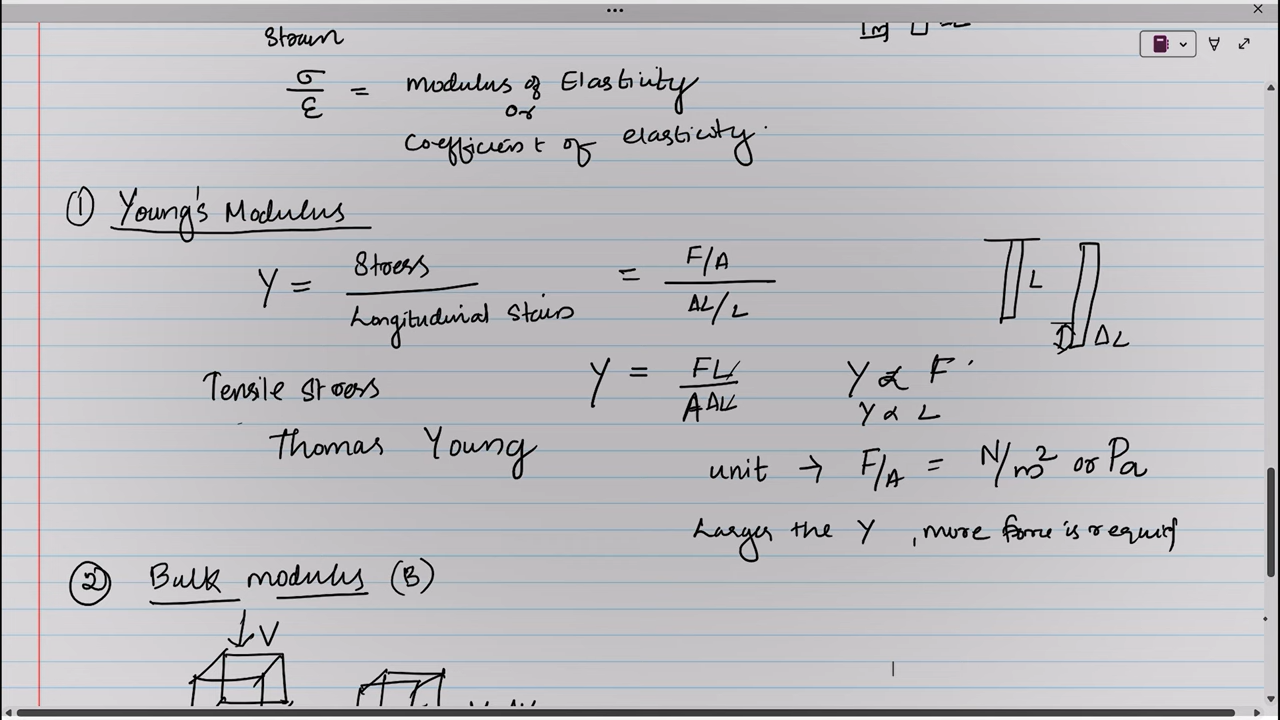 Strain
σ/ε = modulus of Elasticity
or
Coefficient of elasticity.
① Young's Modulus
Y = Stress / Longitudinal Strain = F/A / ΔL/L
L
ΔL
Tensile stress
Y = FL / AΔL
Y ∝ F
Y ∝ L
Thomas Young
unit → F/A = N/m² or Pa
Larger the Y, more force is requir
② Bulk modulus (B)
V